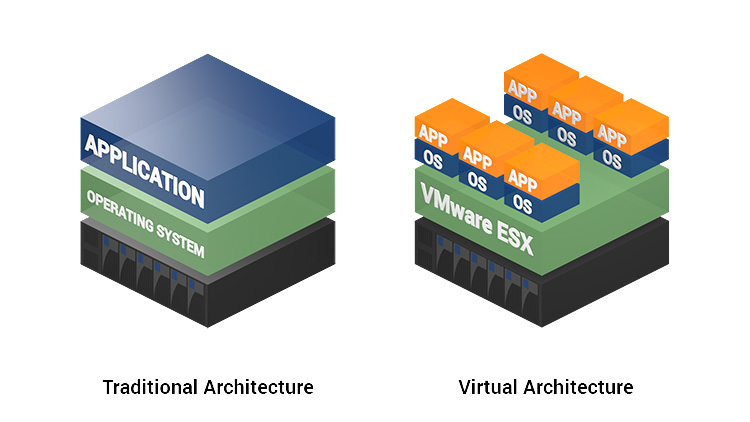 APPLICATION
OPERATING SYSTEM
Traditional Architecture
APP
OS
APP
OS
APP
OS
APP
OS
APP
OS
APP
OS
VMware ESX
Virtual Architecture